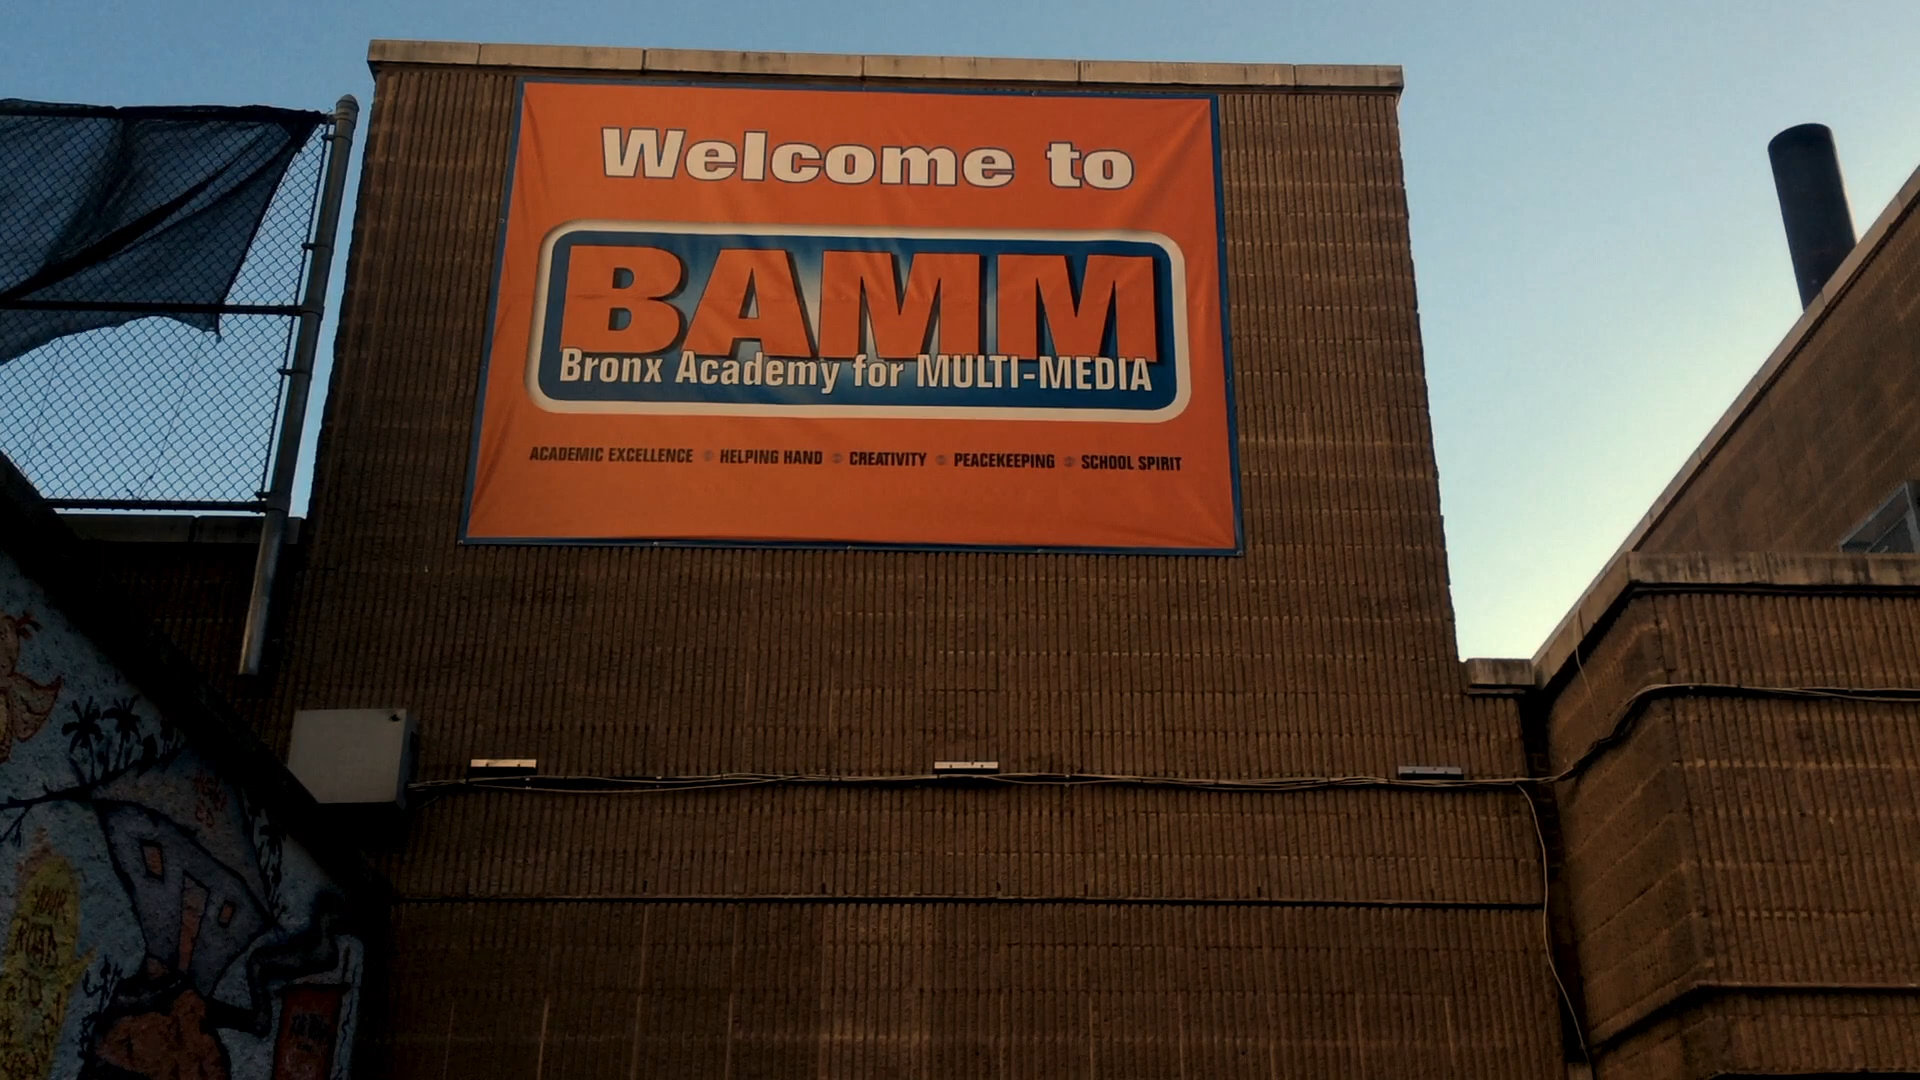 Welcome to
BAMM
Bronx Academy for MULTI-MEDIA
ACADEMIC EXCELLENCE HELPING HAND CREATIVITY PEACEKEEPING SCHOOL SPIRIT